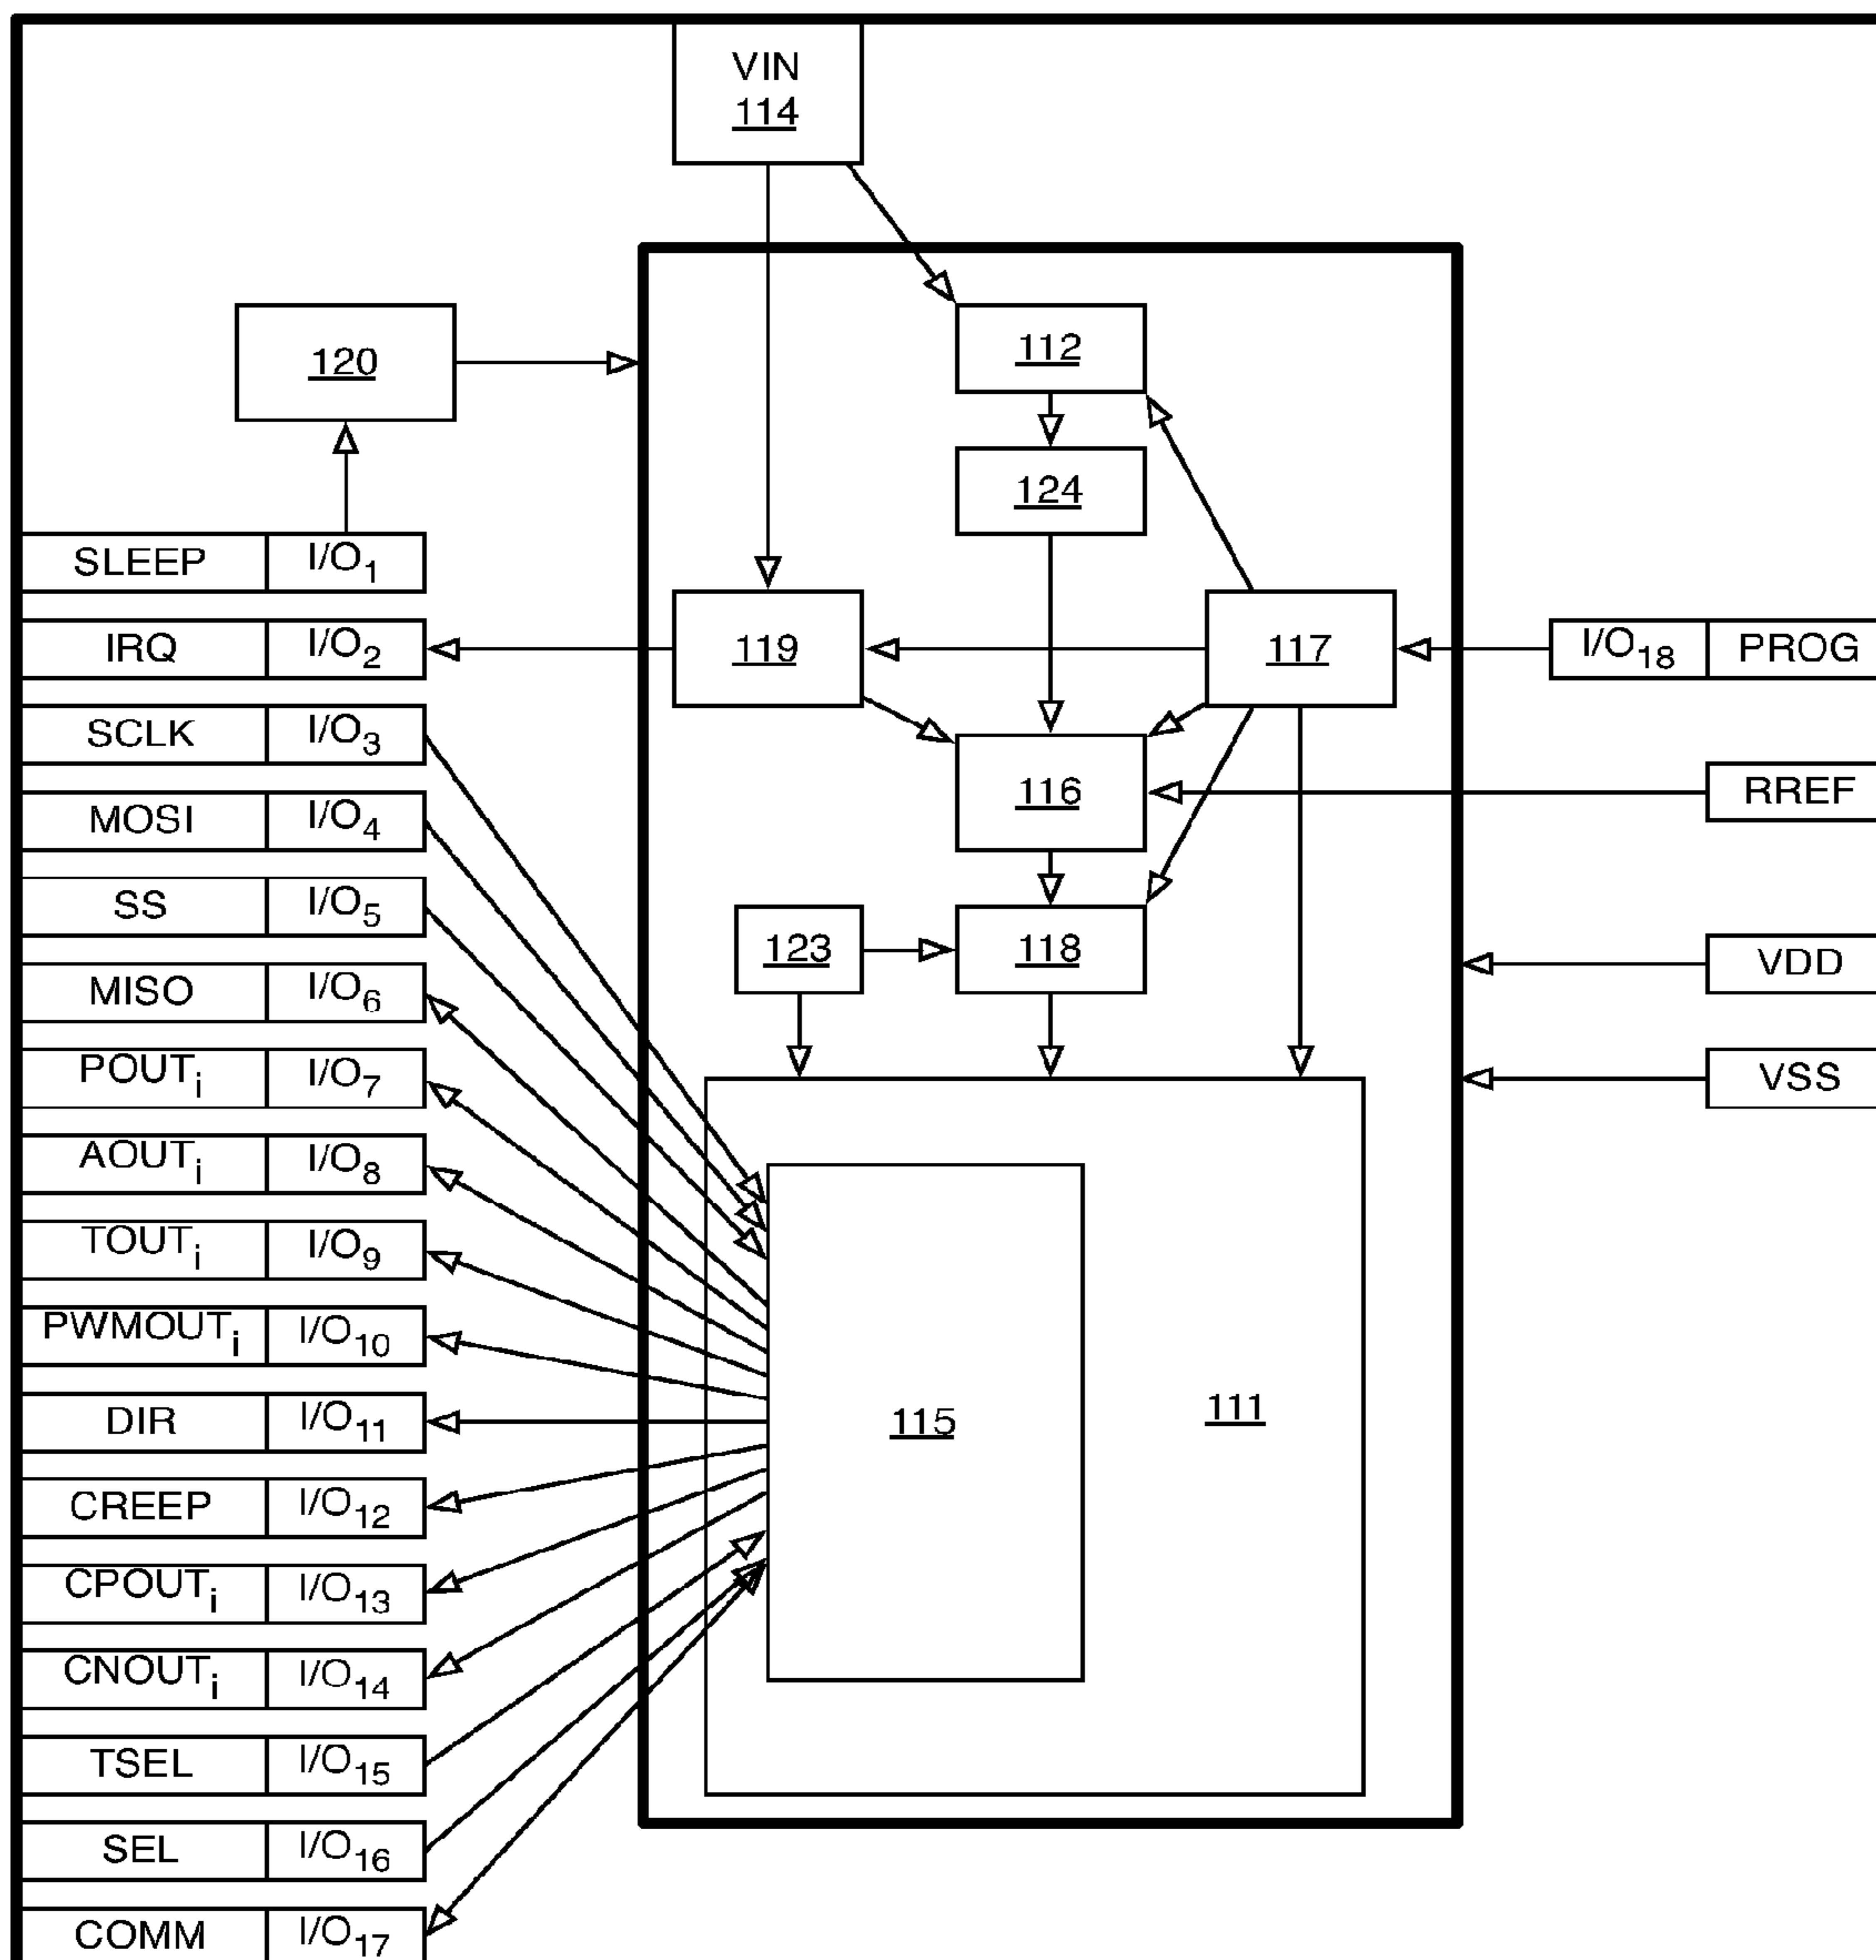 VIN
114
112
120
124
SLEEP I/O1
IRQ I/O2
119
117
I/O18 PROG
SCLK I/O3
MOSI I/O4
116
RREF
SS I/O5
123
118
VDD
MISO I/O6
POUTi I/O7
VSS
AOUTi I/O8
TOUTi I/O9
PWMOUTi I/O10
DIR I/O11
115
111
CREEP I/O12
CPOUTi I/O13
CNOUTi I/O14
TSEL I/O15
SEL I/O16
COMM I/O17